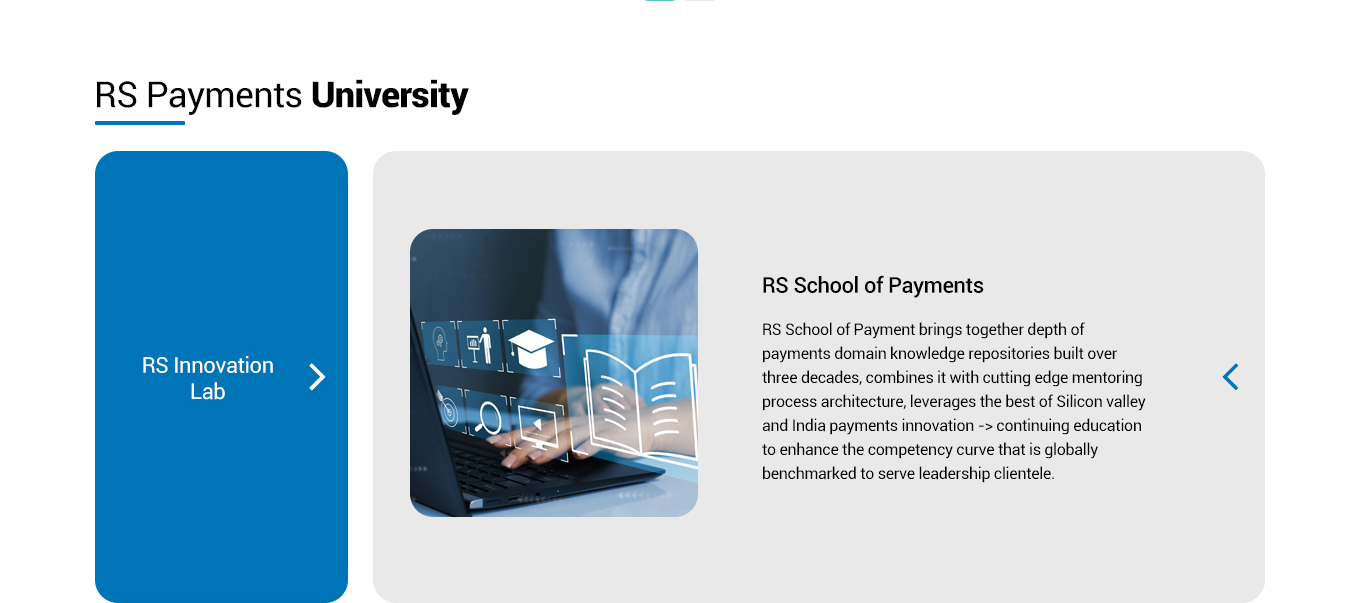 RS Payments University
RS Innovation
Lab
RS School of Payments
RS School of Payment brings together depth of
payments domain knowledge repositories built over
three decades, combines it with cutting edge mentoring
process architecture, leverages the best of Silicon valley
and India payments innovation -> continuing education
to enhance the competency curve that is globally
benchmarked to serve leadership clientele.